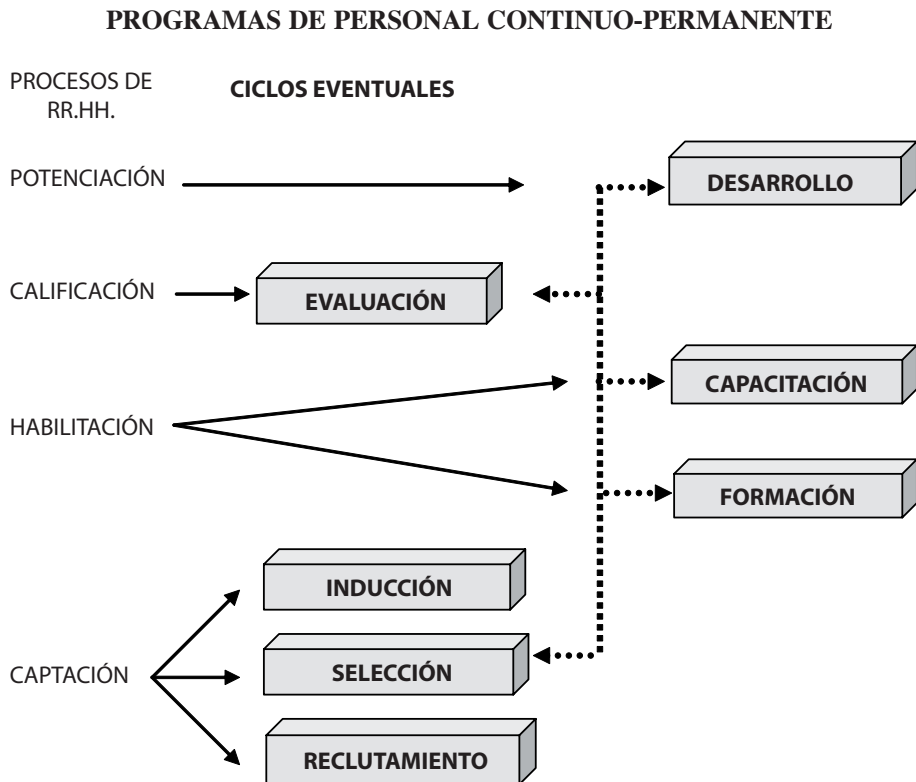 PROGRAMAS DE PERSONAL CONTINUO-PERMANENTE
PROCESOS DE
RR.HH.
CICLOS EVENTUALES
POTENCIACIÓN
DESARROLLO
CALIFICACIÓN
EVALUACIÓN
CAPACITACIÓN
HABILITACIÓN
FORMACIÓN
INDUCCIÓN
CAPTACIÓN
SELECCIÓN
RECLUTAMIENTO